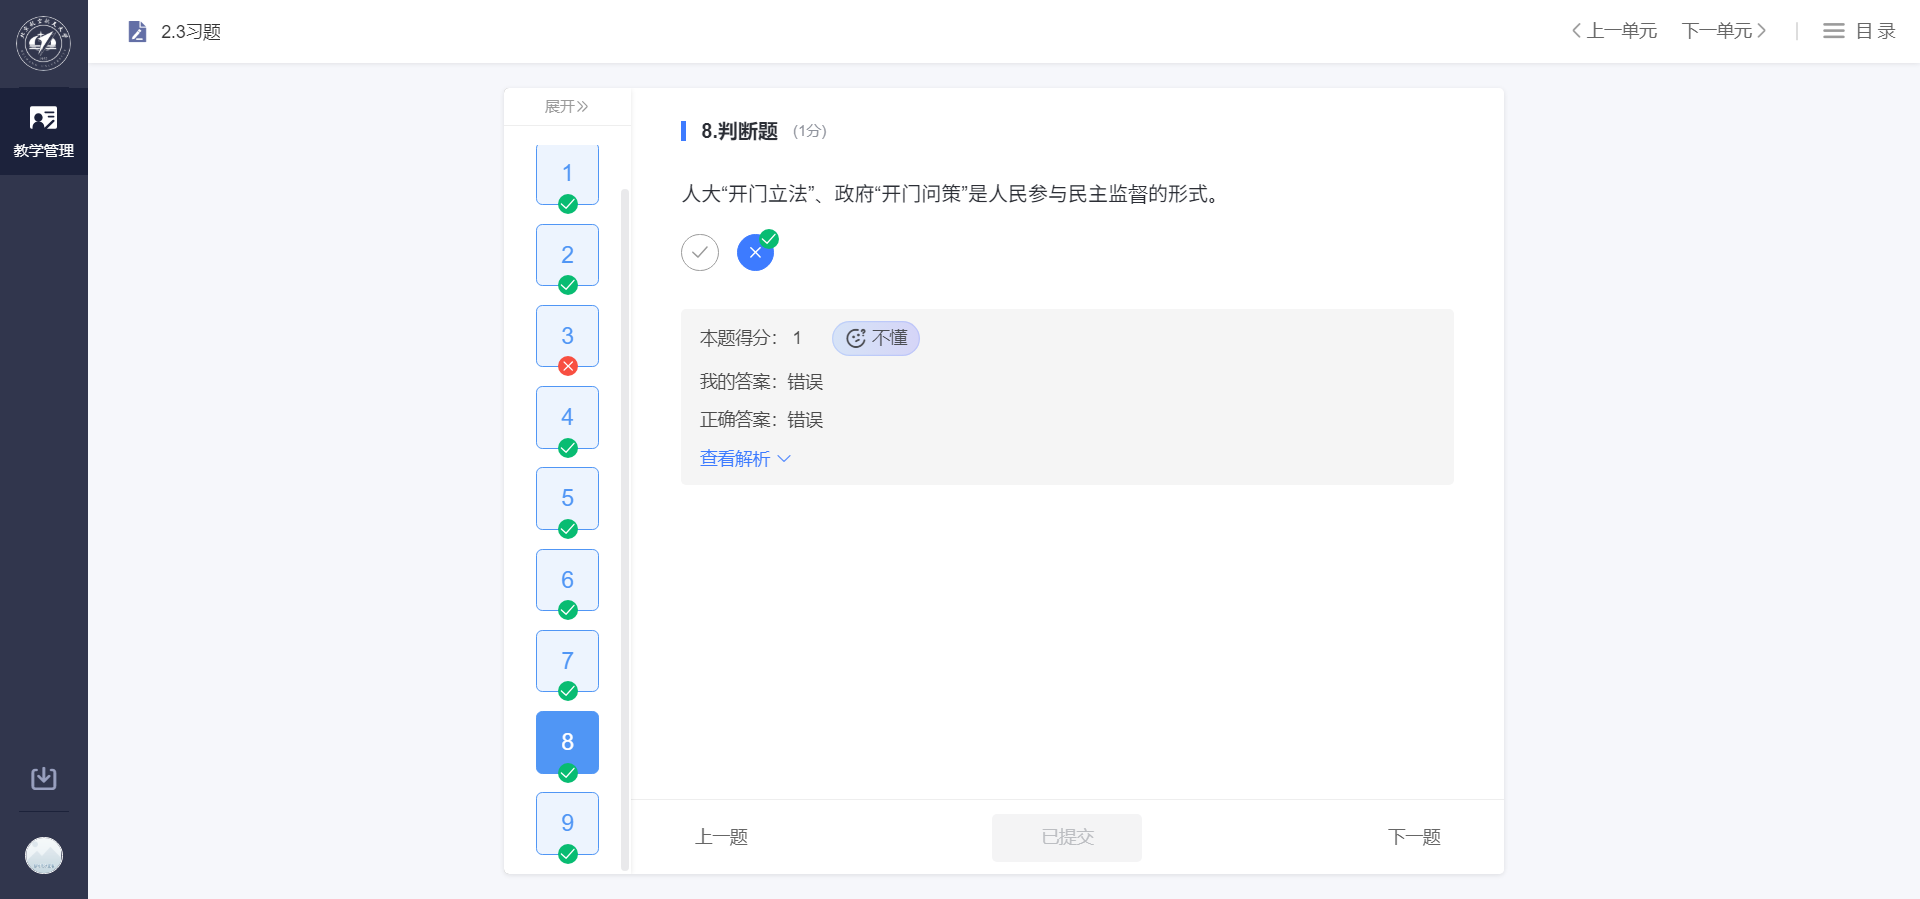 2.3习题
上一单元
下一单元
目录
教学管理
展开
1
2
3
4
5
6
7
8
9
8.判断题 (1分)
人大“开门立法”、政府“开门问策”是人民参与民主监督的形式。
本题得分： 1 不懂
我的答案：错误
正确答案：错误
查看解析
上一题
已提交
下一题